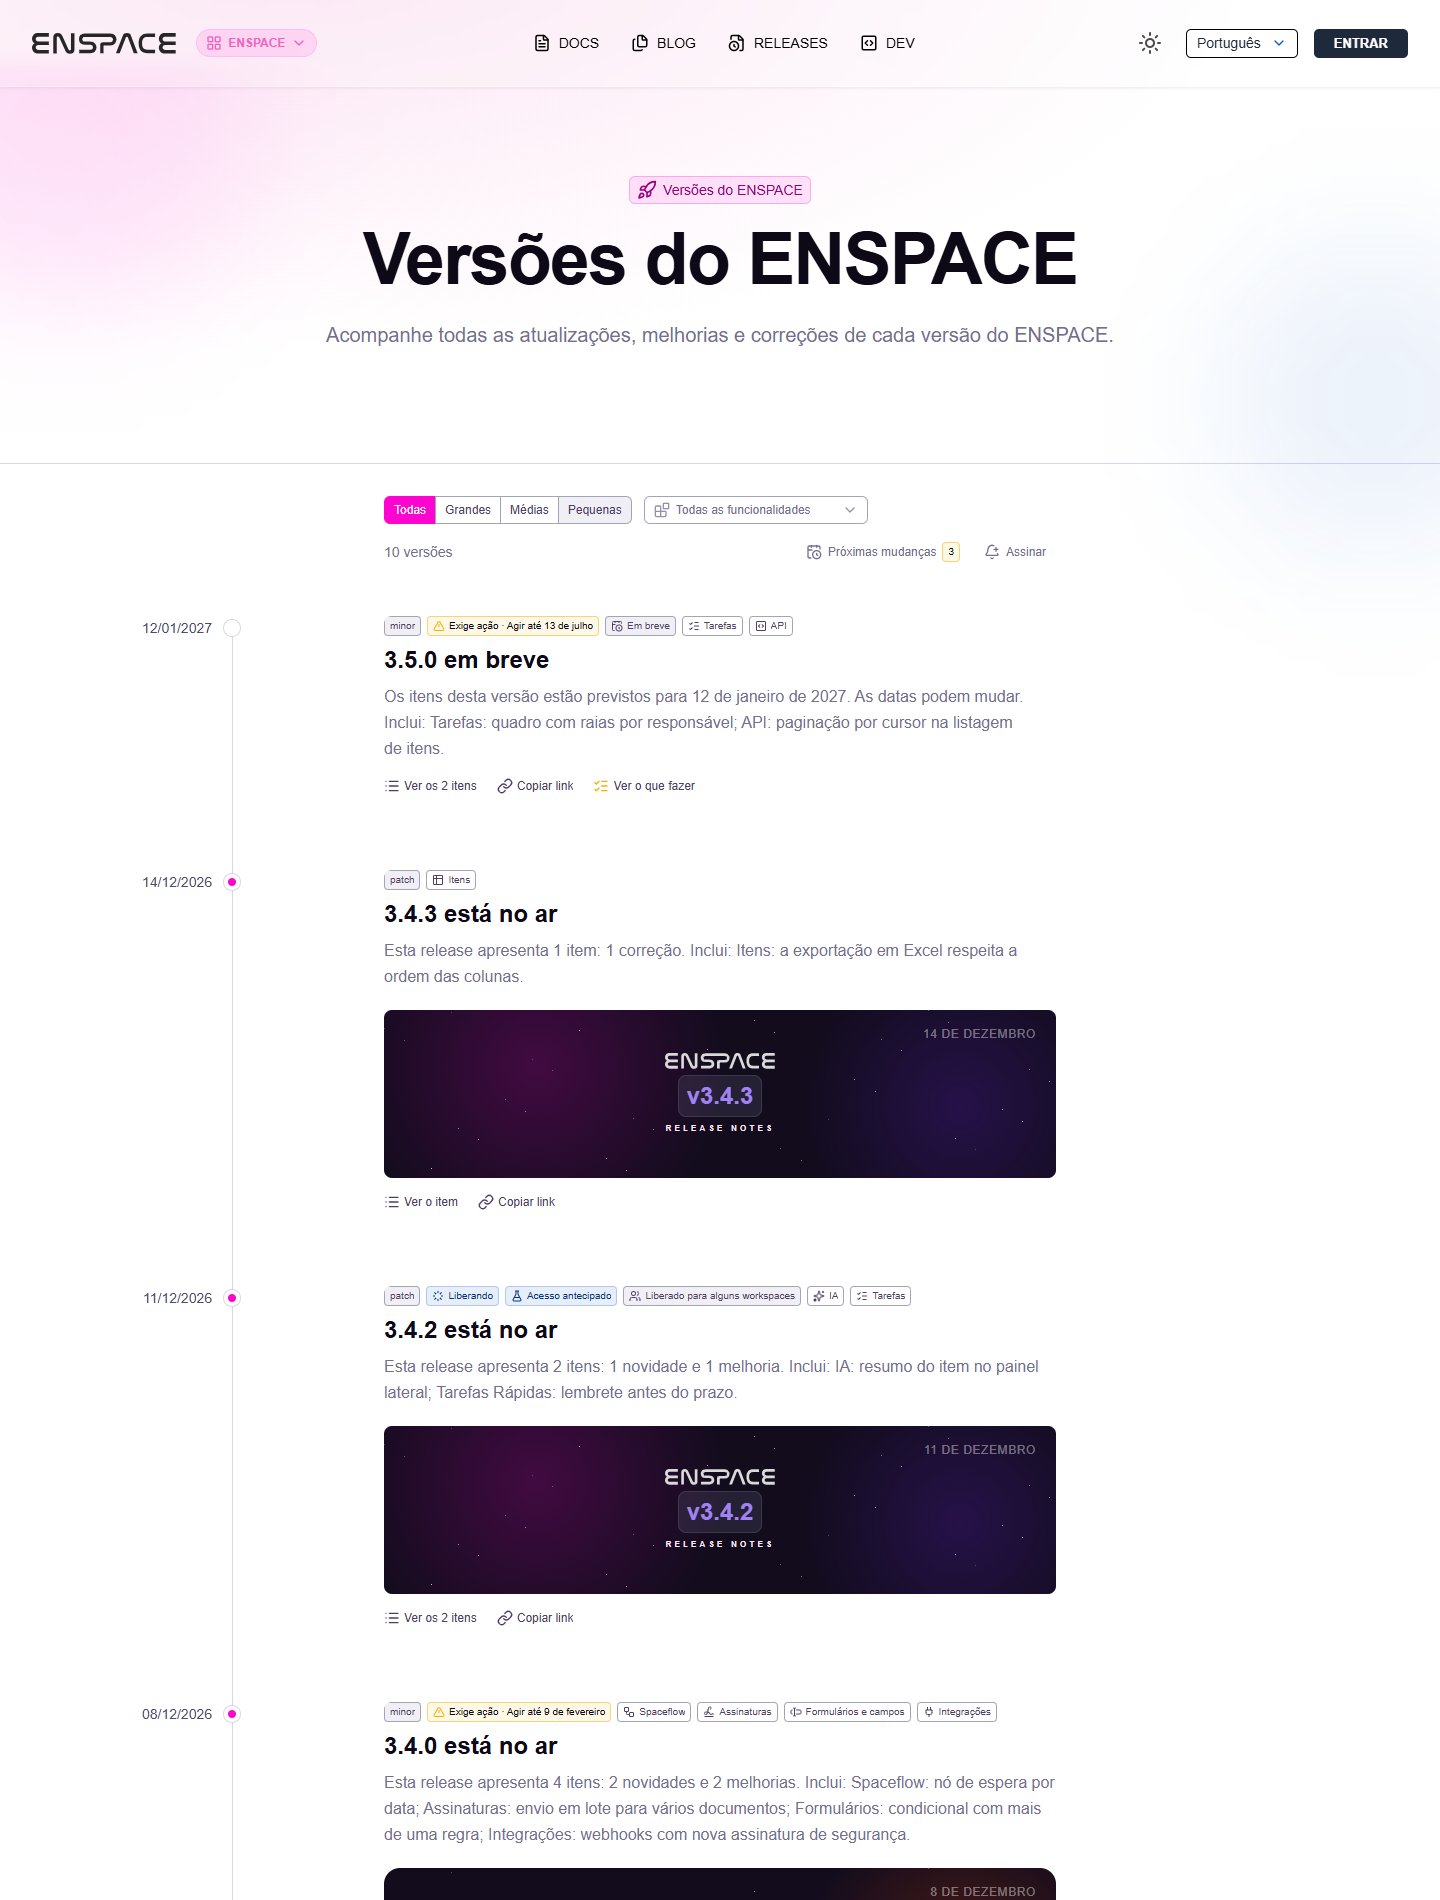 ENSPACE
ENSPACE
DOCS
BLOG
RELEASES
DEV
Português
ENTRAR
Versões do ENSPACE
Versões do ENSPACE
Acompanhe todas as atualizações, melhorias e correções de cada versão do ENSPACE.
Todas
Grandes
Médias
Pequenas
Todas as funcionalidades
10 versões
Próximas mudanças
3
Assinar
12/01/2027
minor
Exige ação · Agir até 13 de julho
Em breve
Tarefas
API
3.5.0 em breve
Os itens desta versão estão previstos para 12 de janeiro de 2027. As datas podem mudar.
Inclui: Tarefas: quadro com raias por responsável; API: paginação por cursor na listagem
de itens.
Ver os 2 itens
Copiar link
Ver o que fazer
14/12/2026
patch
Itens
3.4.3 está no ar
Esta release apresenta 1 item: 1 correção. Inclui: Itens: a exportação em Excel respeita a
ordem das colunas.
14 DE DEZEMBRO
ENSPACE
v3.4.3
RELEASE NOTES
Ver o item
Copiar link
11/12/2026
patch
Liberando
Acesso antecipado
Liberado para alguns workspaces
IA
Tarefas
3.4.2 está no ar
Esta release apresenta 2 itens: 1 novidade e 1 melhoria. Inclui: IA: resumo do item no painel
lateral; Tarefas Rápidas: lembrete antes do prazo.
11 DE DEZEMBRO
ENSPACE
v3.4.2
RELEASE NOTES
Ver os 2 itens
Copiar link
08/12/2026
minor
Exige ação · Agir até 9 de fevereiro
Spaceflow
Assinaturas
Formulários e campos
Integrações
3.4.0 está no ar
Esta release apresenta 4 itens: 2 novidades e 2 melhorias. Inclui: Spaceflow: nó de espera por
data; Assinaturas: envio em lote para vários documentos; Formulários: condicional com mais
de uma regra; Integrações: webhooks com nova assinatura de segurança.
8 DE DEZEMBRO